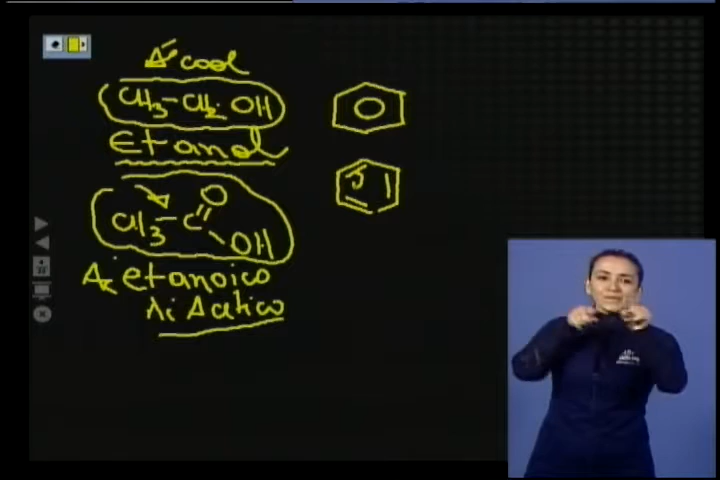 Álcool
CH3-CH2-OH
Etanol
CH3-C
O
OH
Ac etanoico
Ac Acético